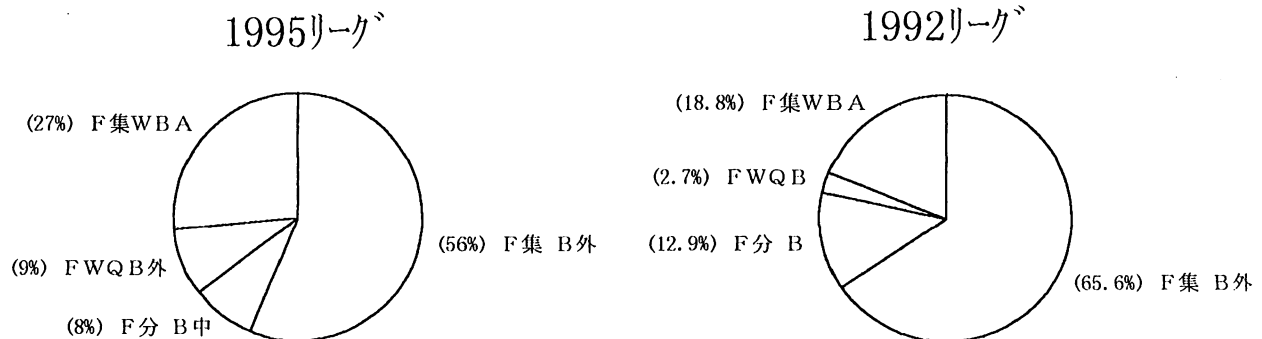 1995リーグ
(27%) F集WBA
(56%) F集 B外
(9%) FWQB外
(8%) F分 B中
1992リーグ
(18.8%) F集WBA
(2.7%) FWQB
(12.9%) F分 B
(65.6%) F集 B外